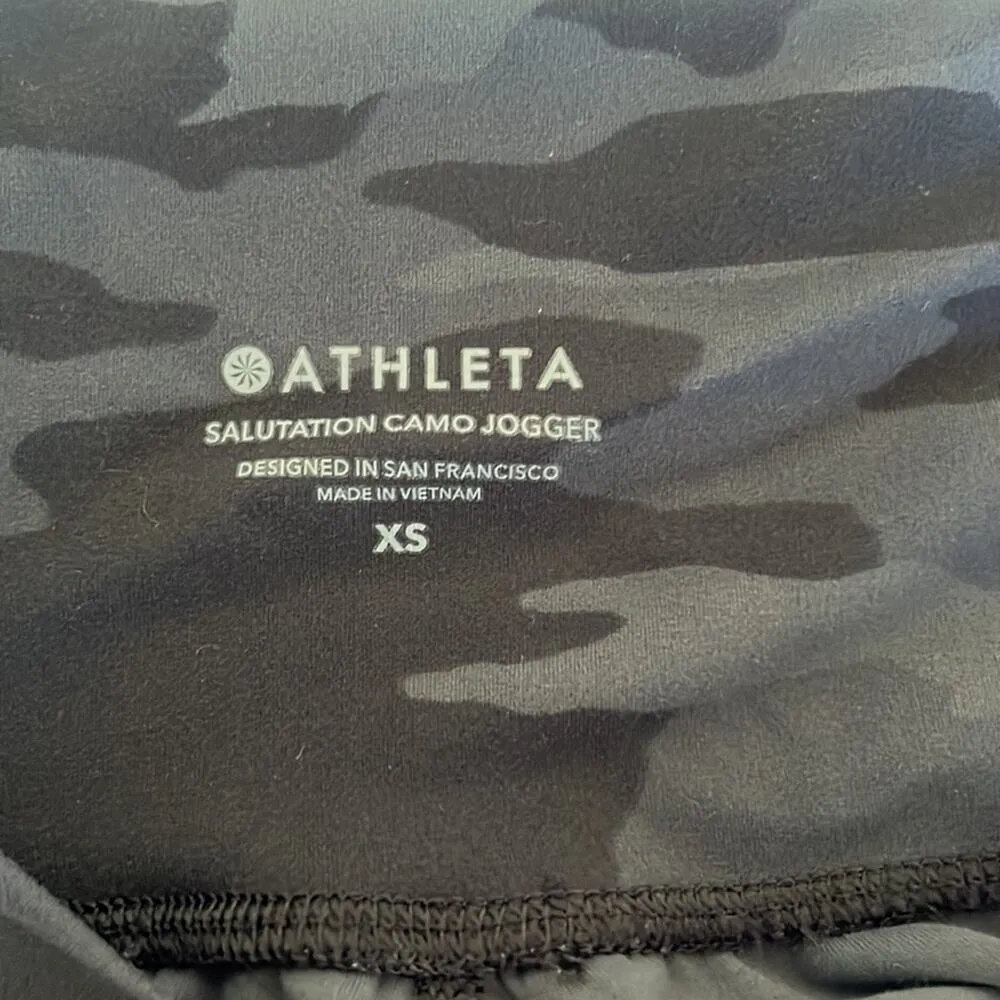 ATHLETA
SALUTATION CAMO JOGGER
DESIGNED IN SAN FRANCISCO
MADE IN VIETNAM
XS